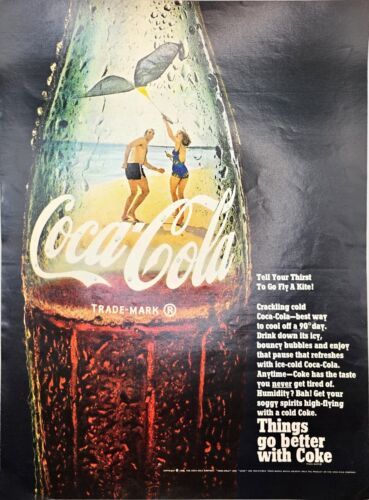 Coca-Cola
TRADE-MARK ®
Tell Your Thirst
To Go Fly A Kite!
Crackling cold
Coca-Cola—best way
to cool off a 90° day.
Drink down its icy,
bouncy bubbles and enjoy
that pause that refreshes
with ice-cold Coca-Cola.
Anytime—Coke has the taste
you never get tired of.
Humidity? Bah! Get your
soggy spirits high-flying
with a cold Coke.
Things
go better
with Coke